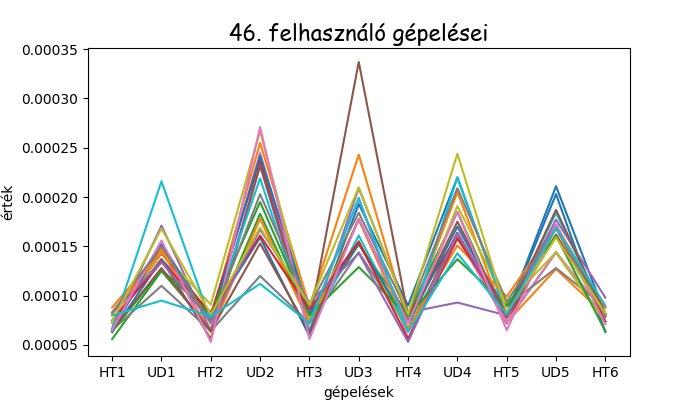 46. felhasználó gépelései
0.00035
0.00030
0.00025
0.00020
0.00015
0.00010
0.00005
érték
HT1 UD1 HT2 UD2 HT3 UD3 HT4 UD4 HT5 UD5 HT6
gépelések